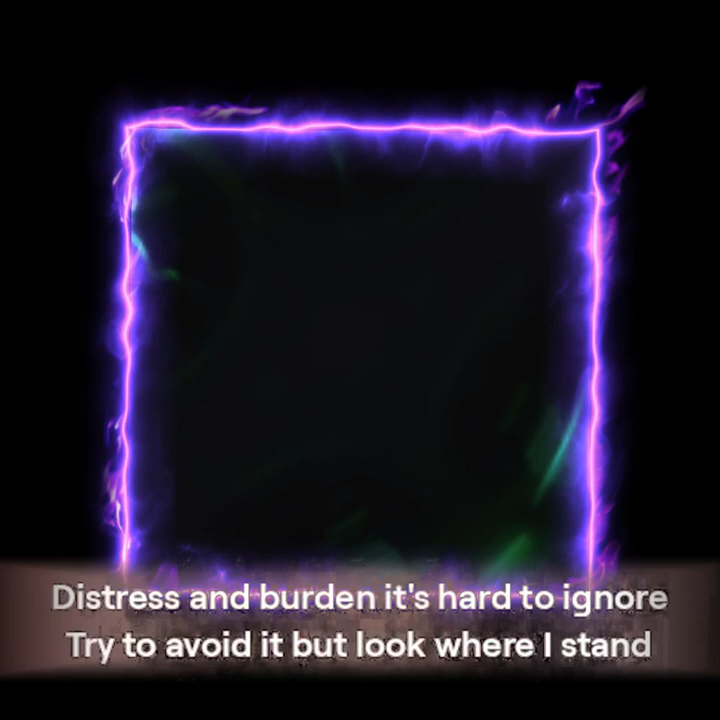 Distress and burden it's hard to ignore
Try to avoid it but look where I stand